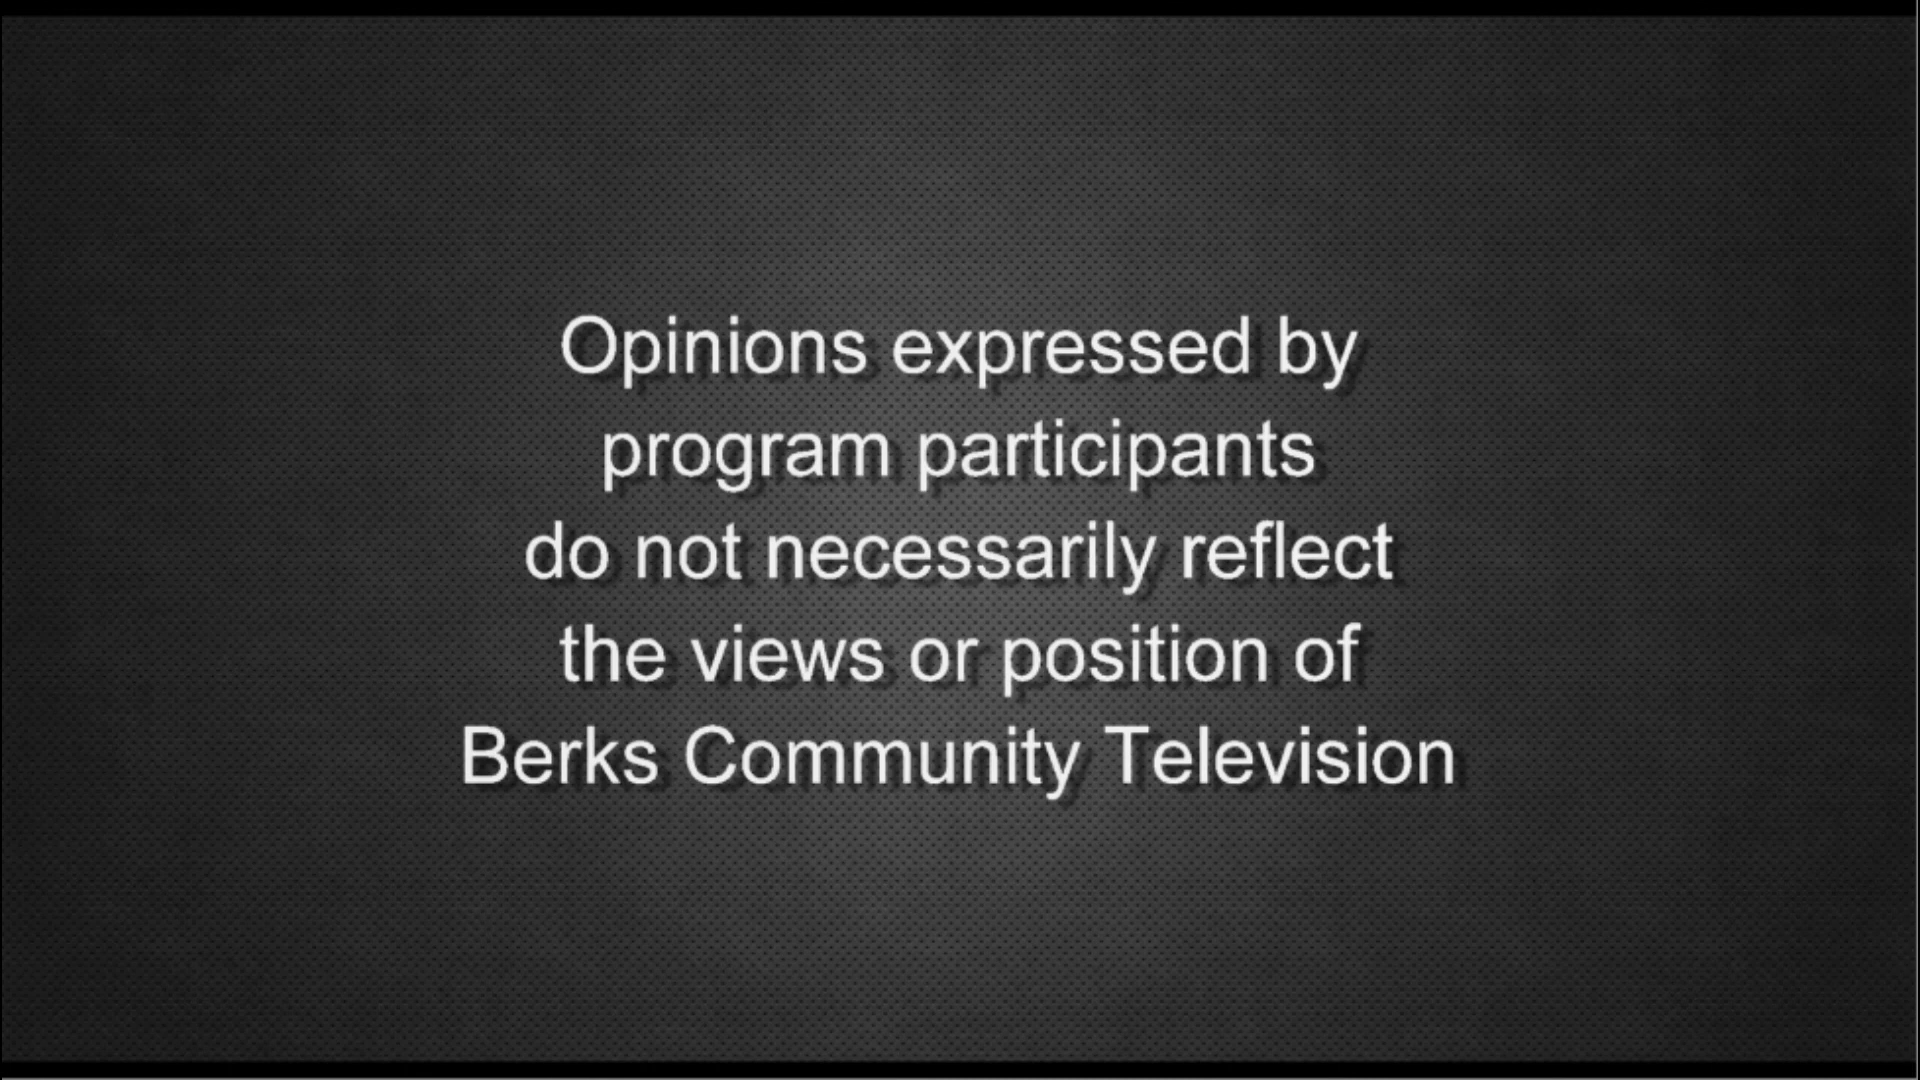 Opinions expressed by
program participants
do not necessarily reflect
the views or position of
Berks Community Television